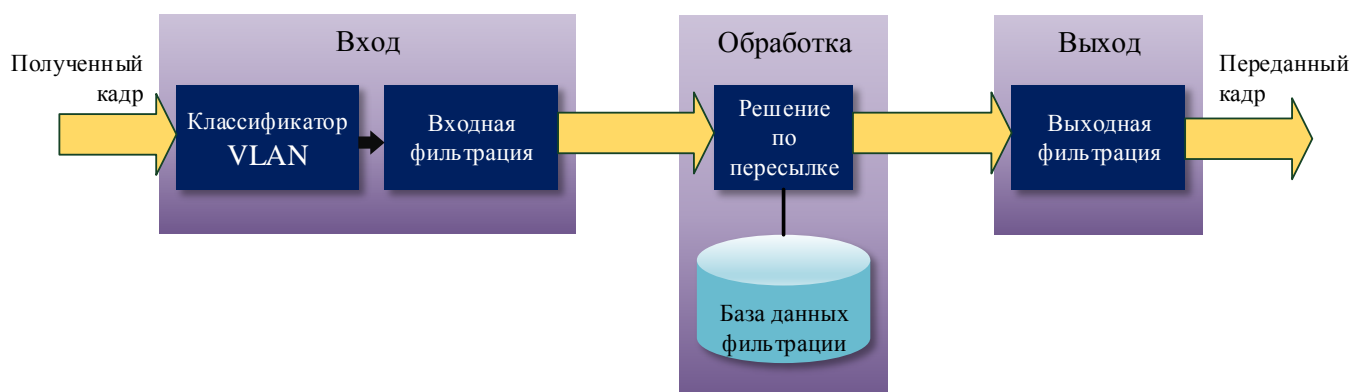 Вход
Обработка
Выход
Полученный
кадр
Классификатор
VLAN
Входная
фильтрация
Решение
по
пересылке
Выходная
фильтрация
Переданный
кадр
База данных
фильтрации